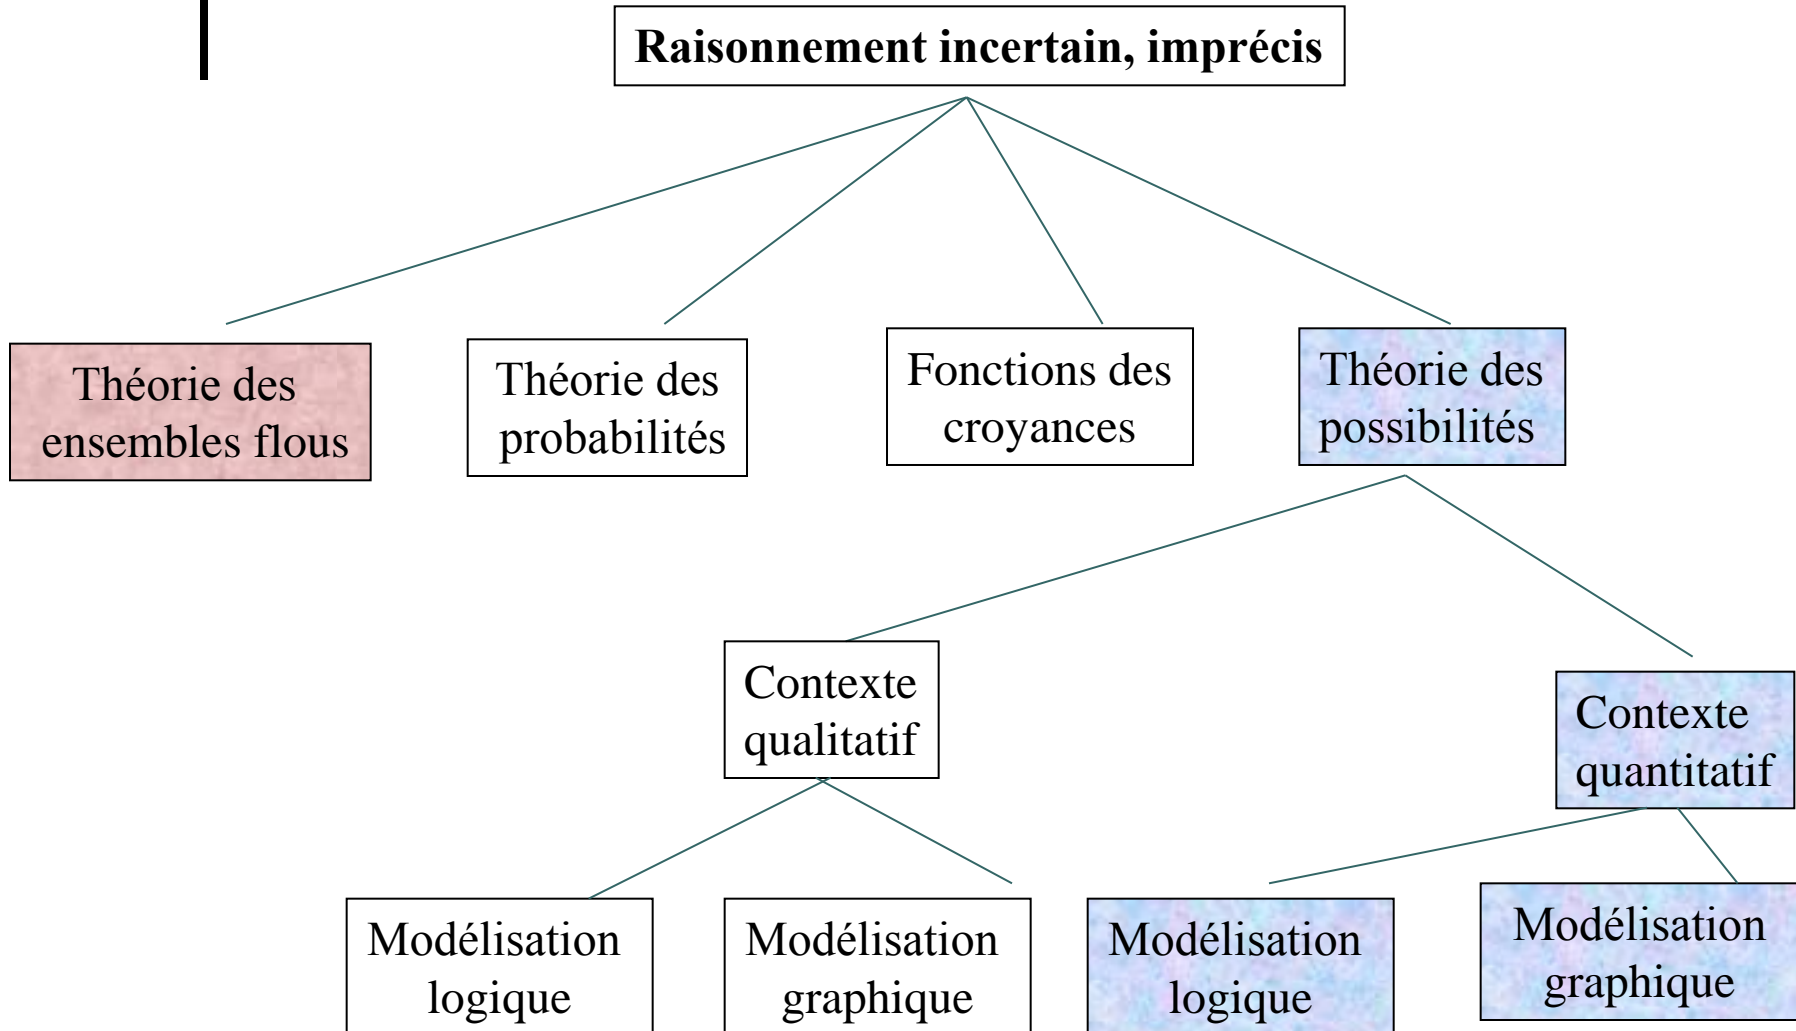 Raisonnement incertain, imprécis
Théorie des
ensembles flous
Théorie des
probabilités
Fonctions des
croyances
Théorie des
possibilités
Contexte
qualitatif
Contexte
quantitatif
Modélisation
logique
Modélisation
graphique
Modélisation
logique
Modélisation
graphique